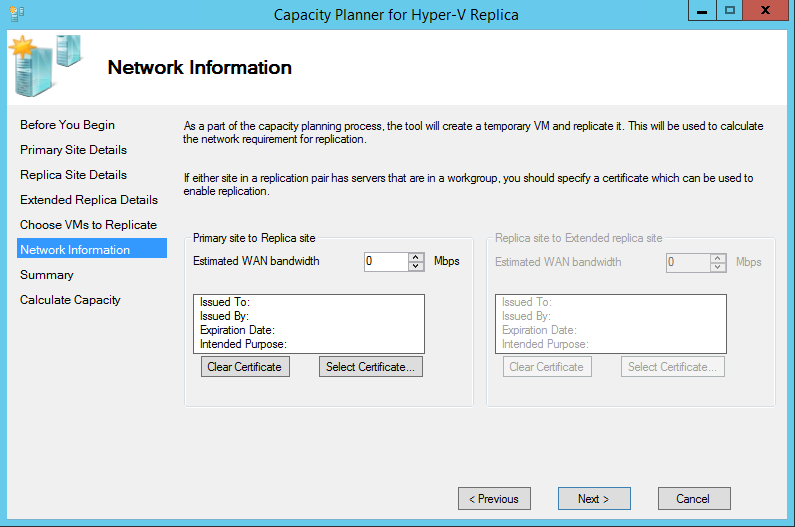 Capacity Planner for Hyper-V Replica
Network Information
Before You Begin
Primary Site Details
Replica Site Details
Extended Replica Details
Choose VMs to Replicate
Network Information
Summary
Calculate Capacity
As a part of the capacity planning process, the tool will create a temporary VM and replicate it. This will be used to calculate
the network requirement for replication.
If either site in a replication pair has servers that are in a workgroup, you should specify a certificate which can be used to
enable replication.
Primary site to Replica site
Estimated WAN bandwidth 0 Mbps
Issued To:
Issued By:
Expiration Date:
Intended Purpose:
Clear Certificate Select Certificate...
Replica site to Extended replica site
Estimated WAN bandwidth 0 Mbps
Issued To:
Issued By:
Expiration Date:
Intended Purpose:
Clear Certificate Select Certificate...
< Previous Next > Cancel